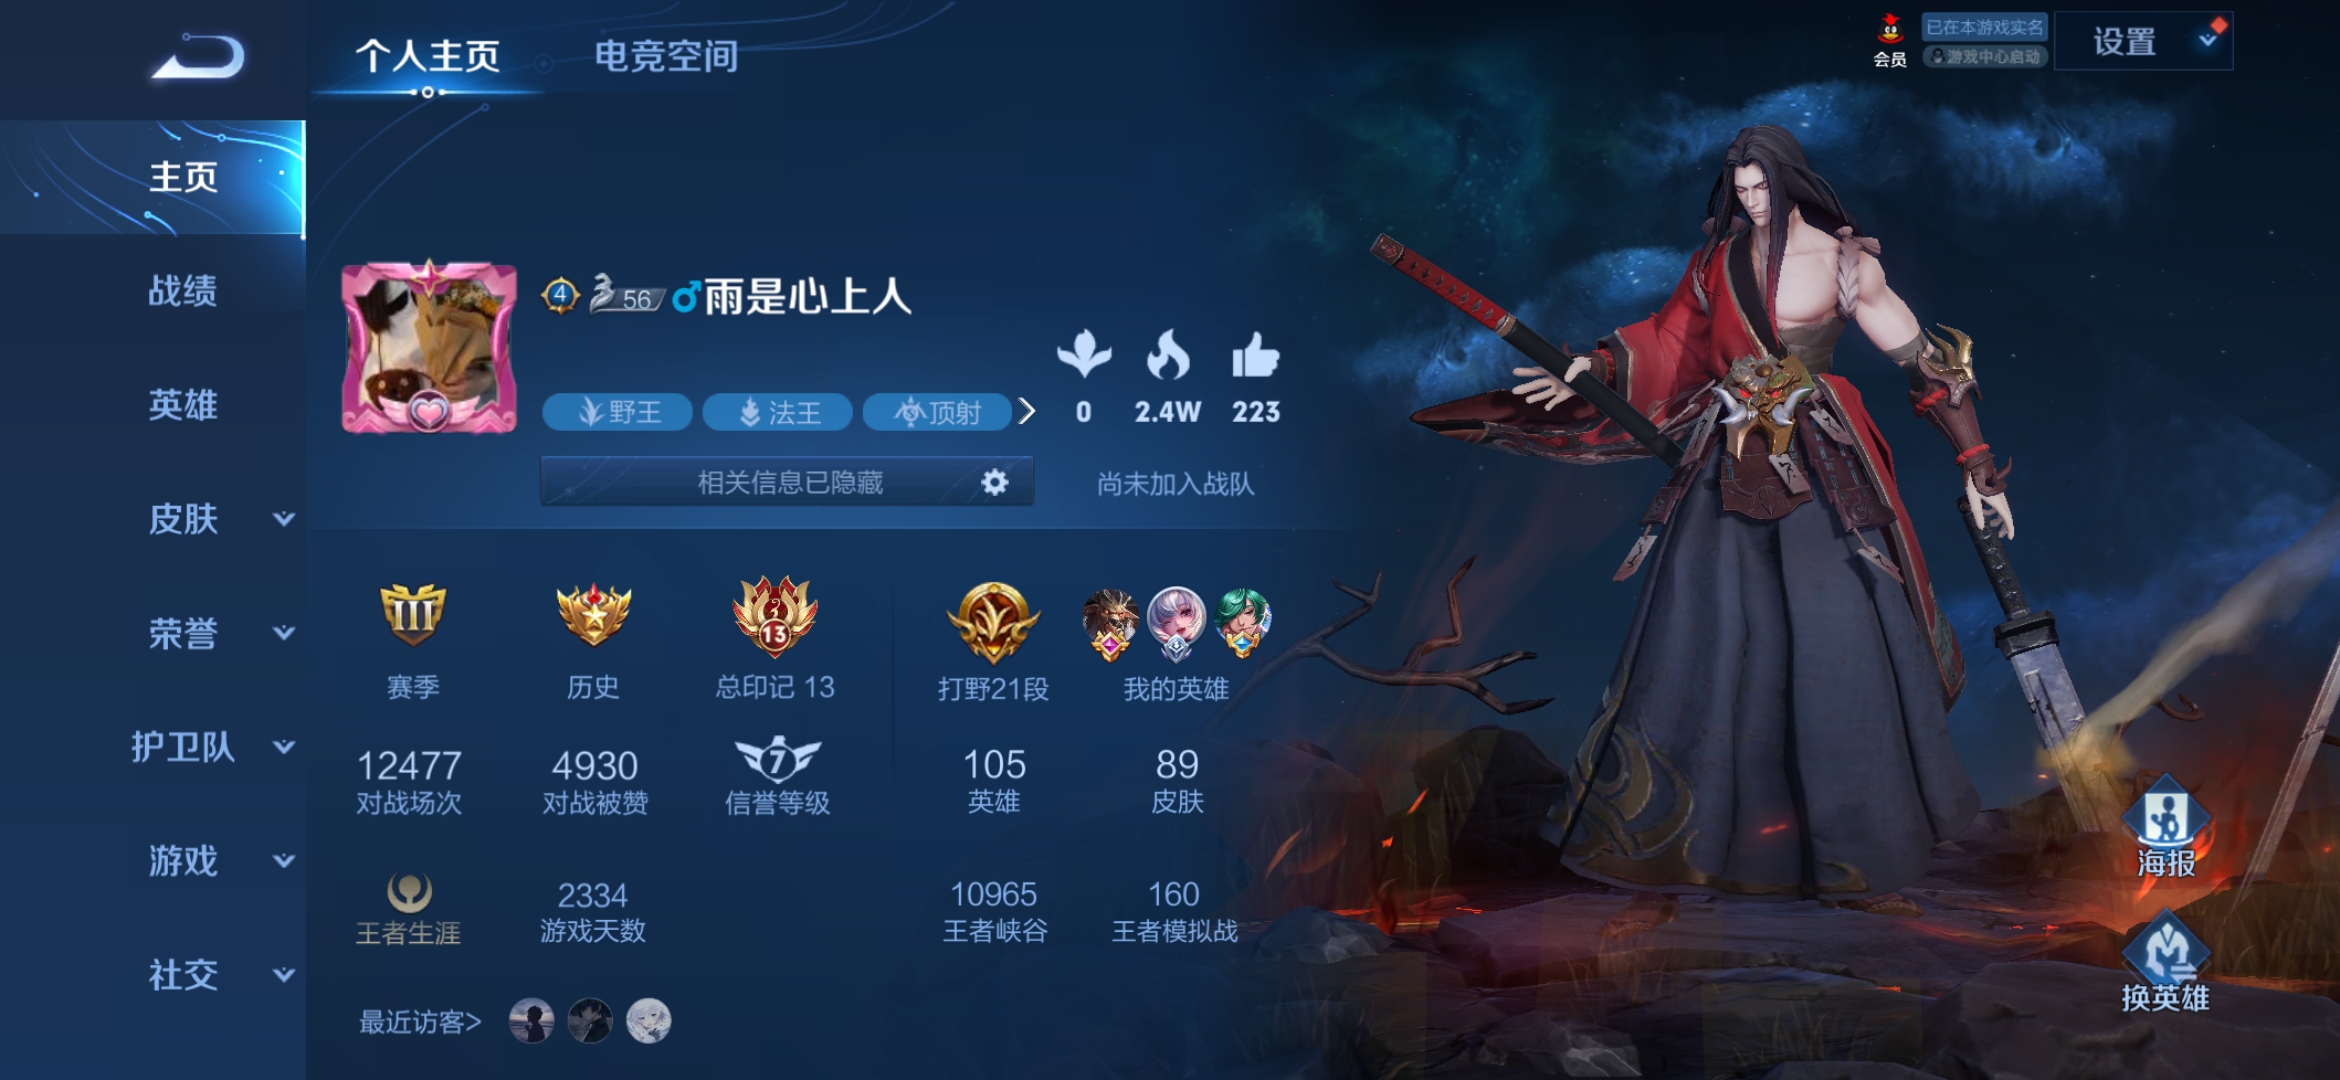 个人主页
电竞空间
会员
已在本游戏实名
游戏中心启动
设置
主页
战绩
英雄
皮肤
荣誉
护卫队
游戏
社交
4
56
雨是心上人
野王
法王
顶射
0
2.4W
223
相关信息已隐藏
尚未加入战队
III
赛季
历史
13
总印记 13
打野21段
我的英雄
12477
对战场次
4930
对战被赞
7
信誉等级
105
英雄
89
皮肤
王者生涯
2334
游戏天数
10965
王者峡谷
160
王者模拟战
最近访客>
海报
换英雄